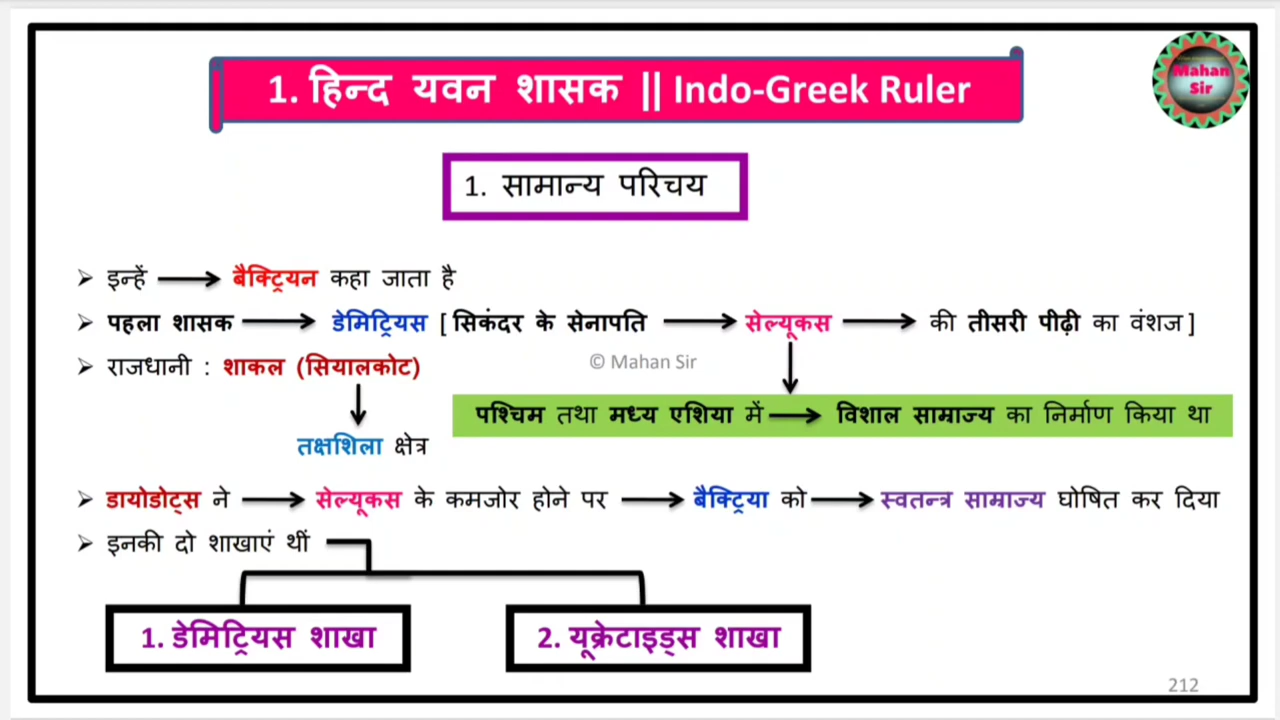 1. हिन्द यवन शासक || Indo-Greek Ruler
Mahan
Sir
1. सामान्य परिचय
➢ इन्हें ⟶ बैक्ट्रियन कहा जाता है
➢ पहला शासक ⟶ डेमिट्रियस [ सिकंदर के सेनापति ⟶ सेल्यूकस ⟶ की तीसरी पीढ़ी का वंशज ]
➢ राजधानी : शाकल (सियालकोट)
© Mahan Sir
पश्चिम तथा मध्य एशिया में ⟶ विशाल साम्राज्य का निर्माण किया था
तक्षशिला क्षेत्र
➢ डायोडोट्स ने ⟶ सेल्यूकस के कमजोर होने पर ⟶ बैक्ट्रिया को ⟶ स्वतन्त्र साम्राज्य घोषित कर दिया
➢ इनकी दो शाखाएं थीं
1. डेमिट्रियस शाखा
2. यूक्रेटाइड्स शाखा
212